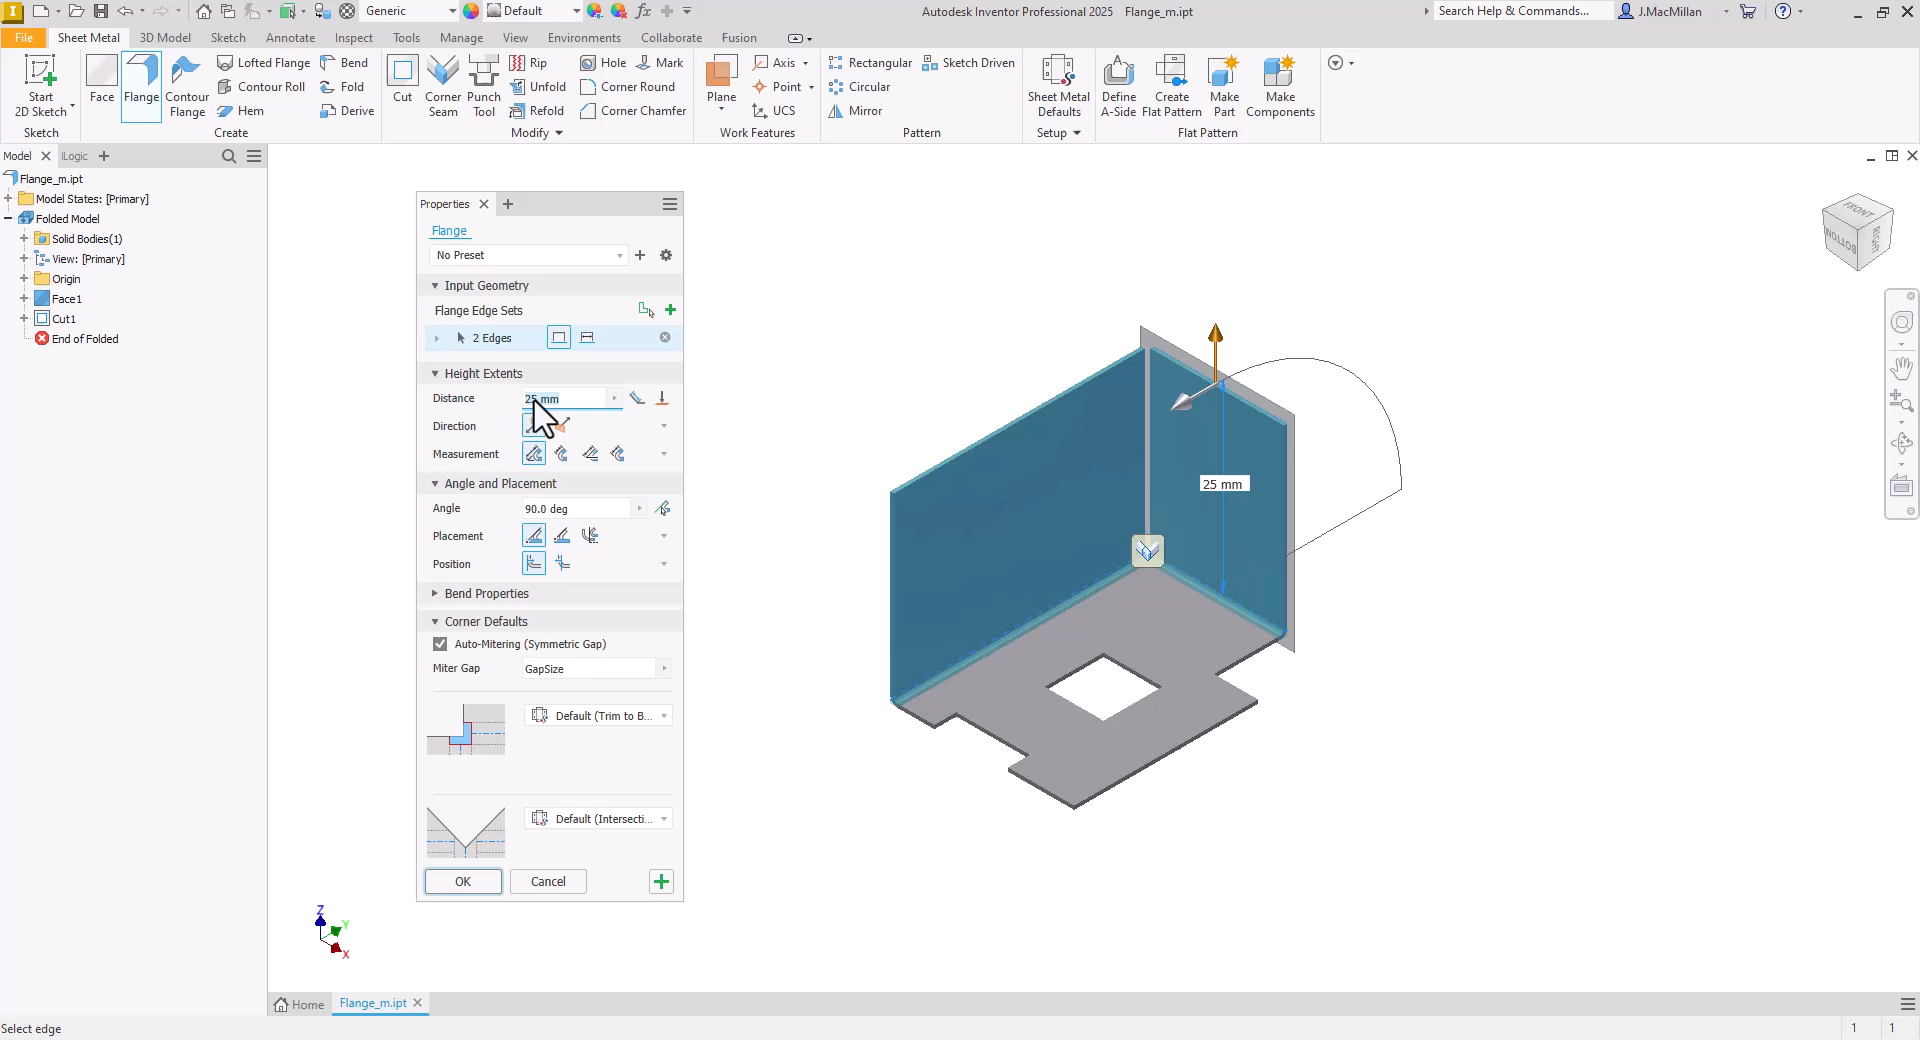 Generic
Default
fx
Autodesk Inventor Professional 2025 Flange_m.ipt
Search Help & Commands...
J.MacMillan
File
Sheet Metal
3D Model
Sketch
Annotate
Inspect
Tools
Manage
View
Environments
Collaborate
Fusion
Start
2D Sketch
Sketch
Face
Flange
Contour
Flange
Lofted Flange
Contour Roll
Hem
Bend
Fold
Derive
Create
Cut
Corner
Seam
Punch
Tool
Rip
Unfold
Refold
Hole
Mark
Corner Round
Corner Chamfer
Modify
Plane
Axis
Point
UCS
Work Features
Rectangular
Circular
Mirror
Sketch Driven
Pattern
Sheet Metal
Defaults
Setup
Define
A-Side
Create
Flat Pattern
Make
Part
Make
Components
Flat Pattern
Model
iLogic
Flange_m.ipt
Model States: [Primary]
Folded Model
Solid Bodies(1)
View: [Primary]
Origin
Face1
Cut1
End of Folded
Properties
Flange
No Preset
Input Geometry
Flange Edge Sets
2 Edges
Height Extents
Distance
25 mm
Direction
Measurement
Angle and Placement
Angle
90.0 deg
Placement
Position
Bend Properties
Corner Defaults
Auto-Mitering (Symmetric Gap)
Miter Gap
GapSize
Default (Trim to B...
Default (Intersecti...
OK
Cancel
25 mm
FRONT
BOTTOM
RIGHT
Z
Y
X
Home
Flange_m.ipt
Select edge
1
1